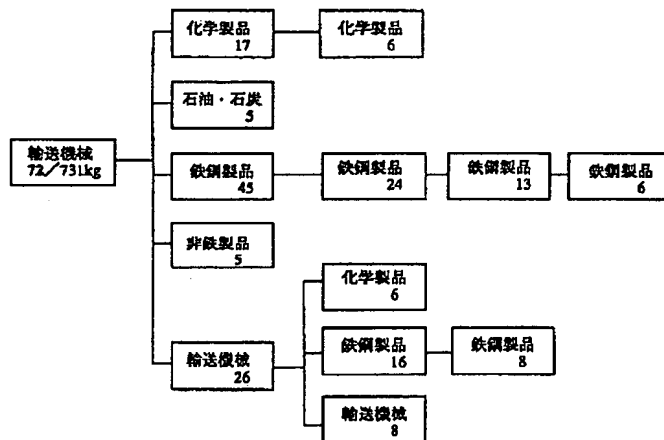 化学製品
17
化学製品
6
石油・石炭
5
輸送機械
72/731kg
鉄鋼製品
45
鉄鋼製品
24
鉄鋼製品
13
鉄鋼製品
6
非鉄製品
5
化学製品
6
輸送機械
26
鉄鋼製品
16
鉄鋼製品
8
輸送機械
8